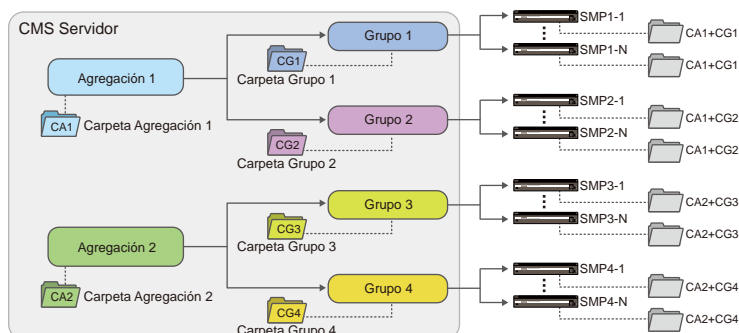 CMS Servidor
Agregación 1
CA1
Carpeta Agregación 1
Grupo 1
CG1
Carpeta Grupo 1
Grupo 2
CG2
Carpeta Grupo 2
SMP1-1
CA1+CG1
SMP1-N
CA1+CG1
SMP2-1
CA1+CG2
SMP2-N
CA1+CG2
Agregación 2
CA2
Carpeta Agregación 2
Grupo 3
CG3
Carpeta Grupo 3
Grupo 4
CG4
Carpeta Grupo 4
SMP3-1
CA2+CG3
SMP3-N
CA2+CG3
SMP4-1
CA2+CG4
SMP4-N
CA2+CG4